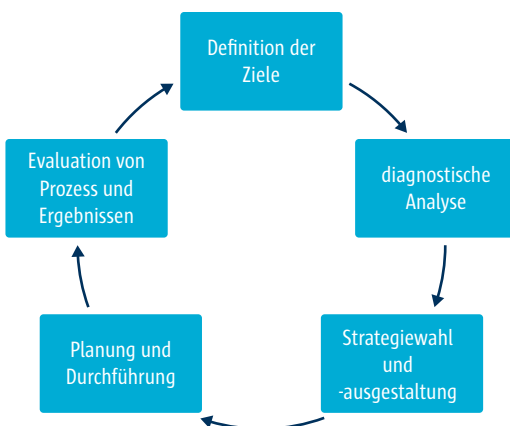 Definition der
Ziele
diagnostische
Analyse
Strategiewahl
und
-ausgestaltung
Planung und
Durchführung
Evaluation von
Prozess und
Ergebnissen